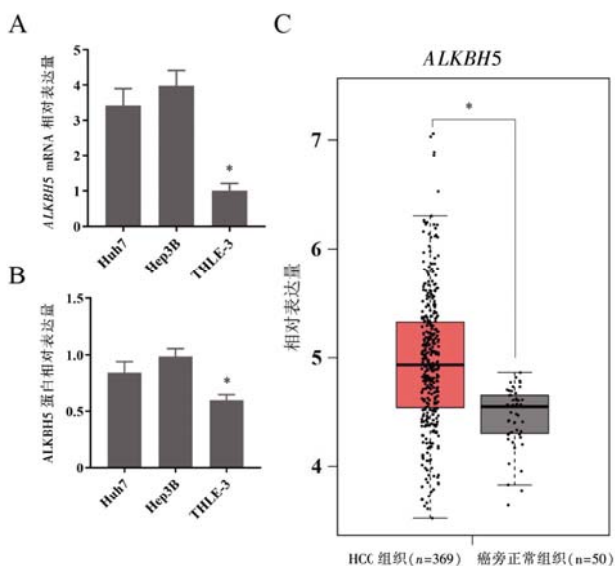 A
ALKBH5 mRNA 相对表达量
5
4
3
2
1
0
*
Huh7
Hep3B
THLE-3
B
ALKBH5 蛋白相对表达量
1.5
1.0
0.5
0.0
*
Huh7
Hep3B
THLE-3
C
ALKBH5
*
相对表达量
7
6
5
4
HCC 组织(n=369)
癌旁正常组织(n=50)